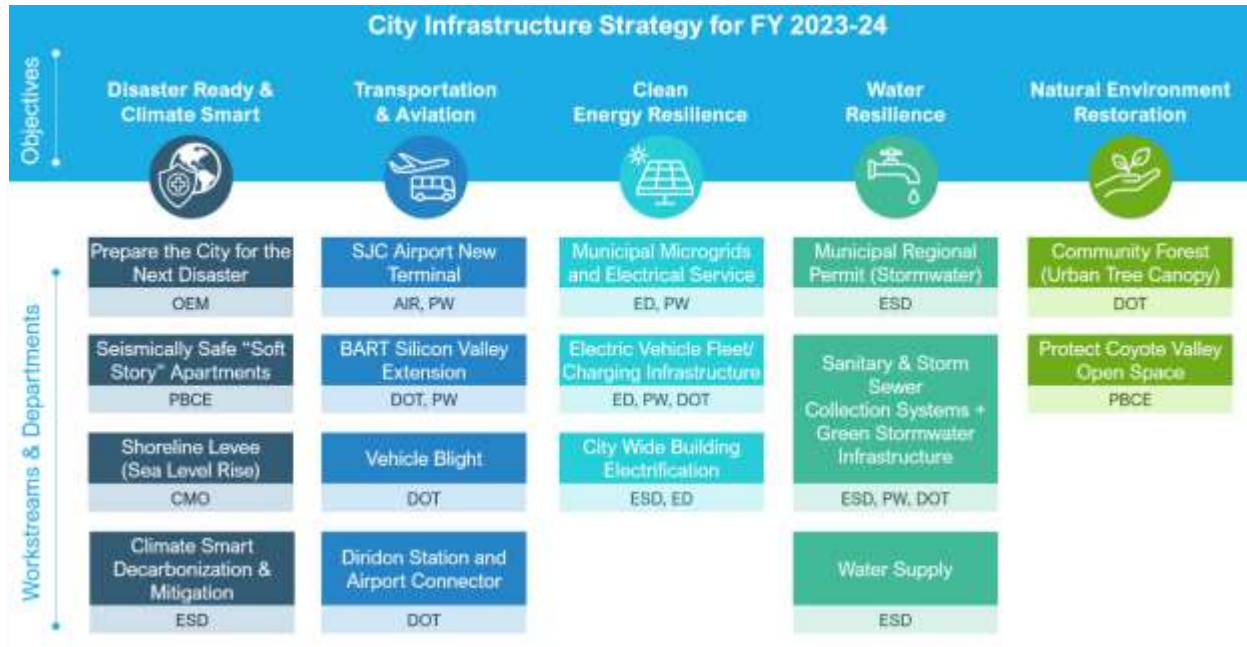 City Infrastructure Strategy for FY 2023-24
Objectives
Disaster Ready &
Climate Smart
Transportation
& Aviation
Clean
Energy Resilience
Water
Resilience
Natural Environment
Restoration
Workstreams & Departments
Prepare the City for the
Next Disaster
OEM
Seismically Safe “Soft
Story” Apartments
PBCE
Shoreline Levee
(Sea Level Rise)
CMO
Climate Smart
Decarbonization &
Mitigation
ESD
SJC Airport New
Terminal
AIR, PW
BART Silicon Valley
Extension
DOT, PW
Vehicle Blight
DOT
Diridon Station and
Airport Connector
DOT
Municipal Microgrids
and Electrical Service
ED, PW
Electric Vehicle Fleet/
Charging Infrastructure
ED, PW, DOT
City Wide Building
Electrification
ESD, ED
Municipal Regional
Permit (Stormwater)
ESD
Sanitary & Storm
Sewer
Collection Systems +
Green Stormwater
Infrastructure
ESD, PW, DOT
Water Supply
ESD
Community Forest
(Urban Tree Canopy)
DOT
Protect Coyote Valley
Open Space
PBCE